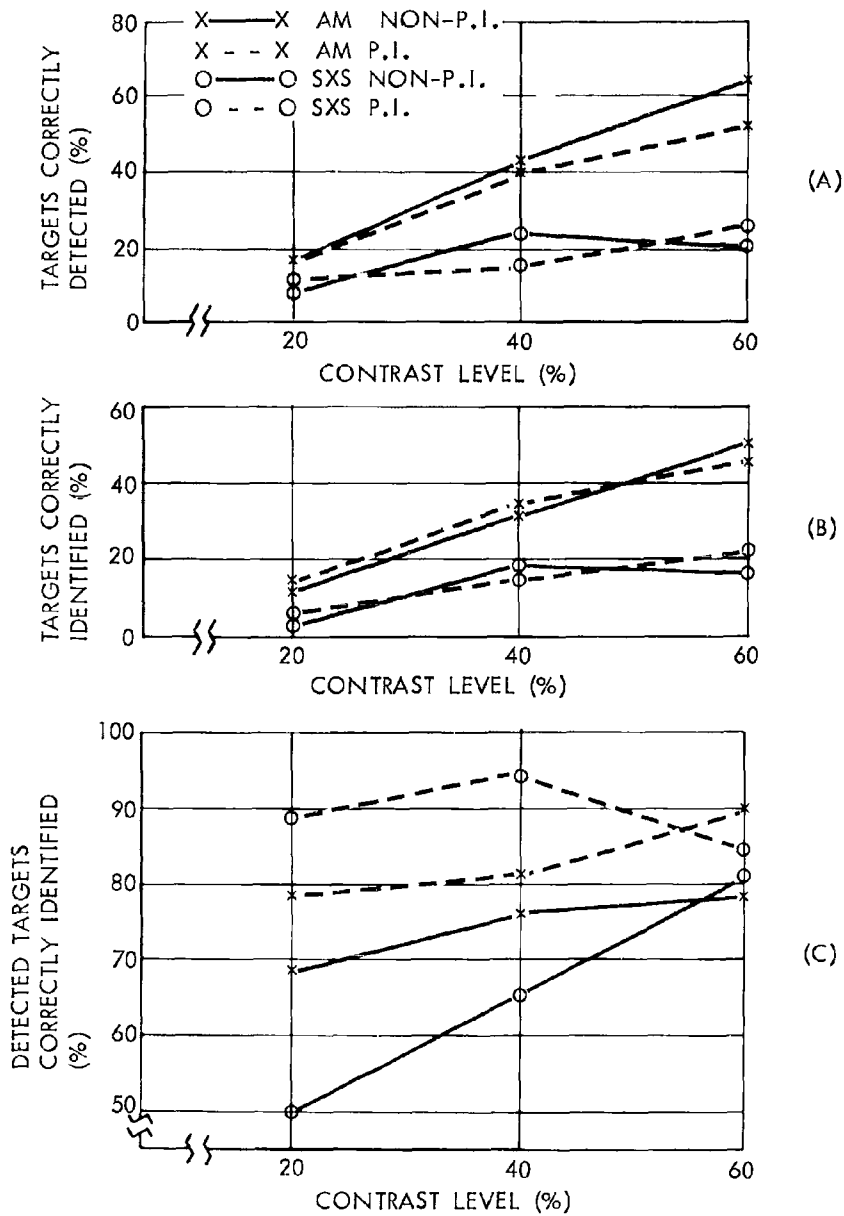 X———X AM NON-P.I.
X - - X AM P.I.
O———O SXS NON-P.I.
O - - O SXS P.I.
TARGETS CORRECTLY
DETECTED (%)
80
60
40
20
0
20 40 60
CONTRAST LEVEL (%)
(A)
TARGETS CORRECTLY
IDENTIFIED (%)
60
40
20
0
20 40 60
CONTRAST LEVEL (%)
(B)
DETECTED TARGETS
CORRECTLY IDENTIFIED
(%)
100
90
80
70
60
50
20 40 60
CONTRAST LEVEL (%)
(C)